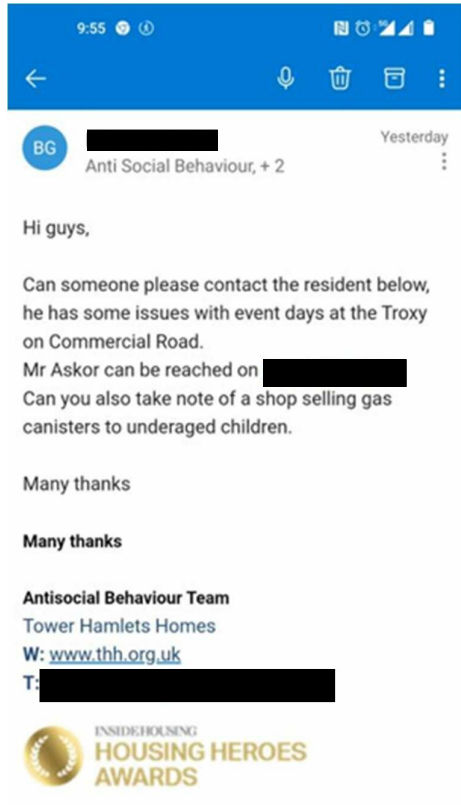 9:55
BG
Yesterday
Anti Social Behaviour, + 2
Hi guys,
Can someone please contact the resident below,
he has some issues with event days at the Troxy
on Commercial Road.
Mr Askor can be reached on
Can you also take note of a shop selling gas
canisters to underaged children.
Many thanks
Many thanks
Antisocial Behaviour Team
Tower Hamlets Homes
W: www.thh.org.uk
T:
INSIDEHOUSING
HOUSING HEROES
AWARDS